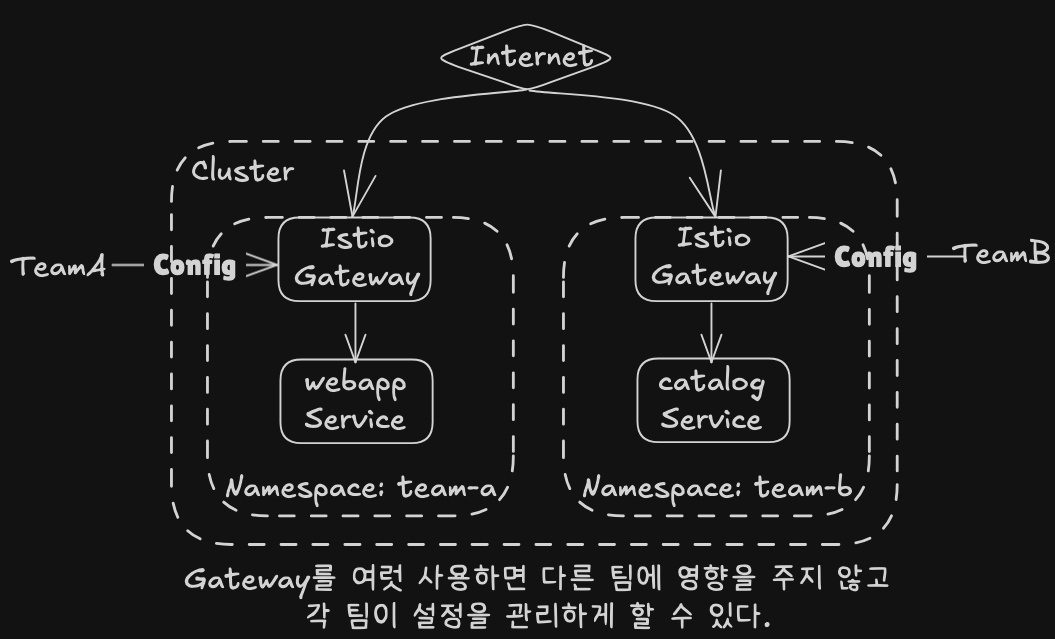 Internet
Cluster
Istio
Gateway
Istio
Gateway
TeamA
Config
Config
TeamB
webapp
Service
catalog
Service
Namespace: team-a
Namespace: team-b
Gateway를 여럿 사용하면 다른 팀에 영향을 주지 않고
각 팀이 설정을 관리하게 할 수 있다.